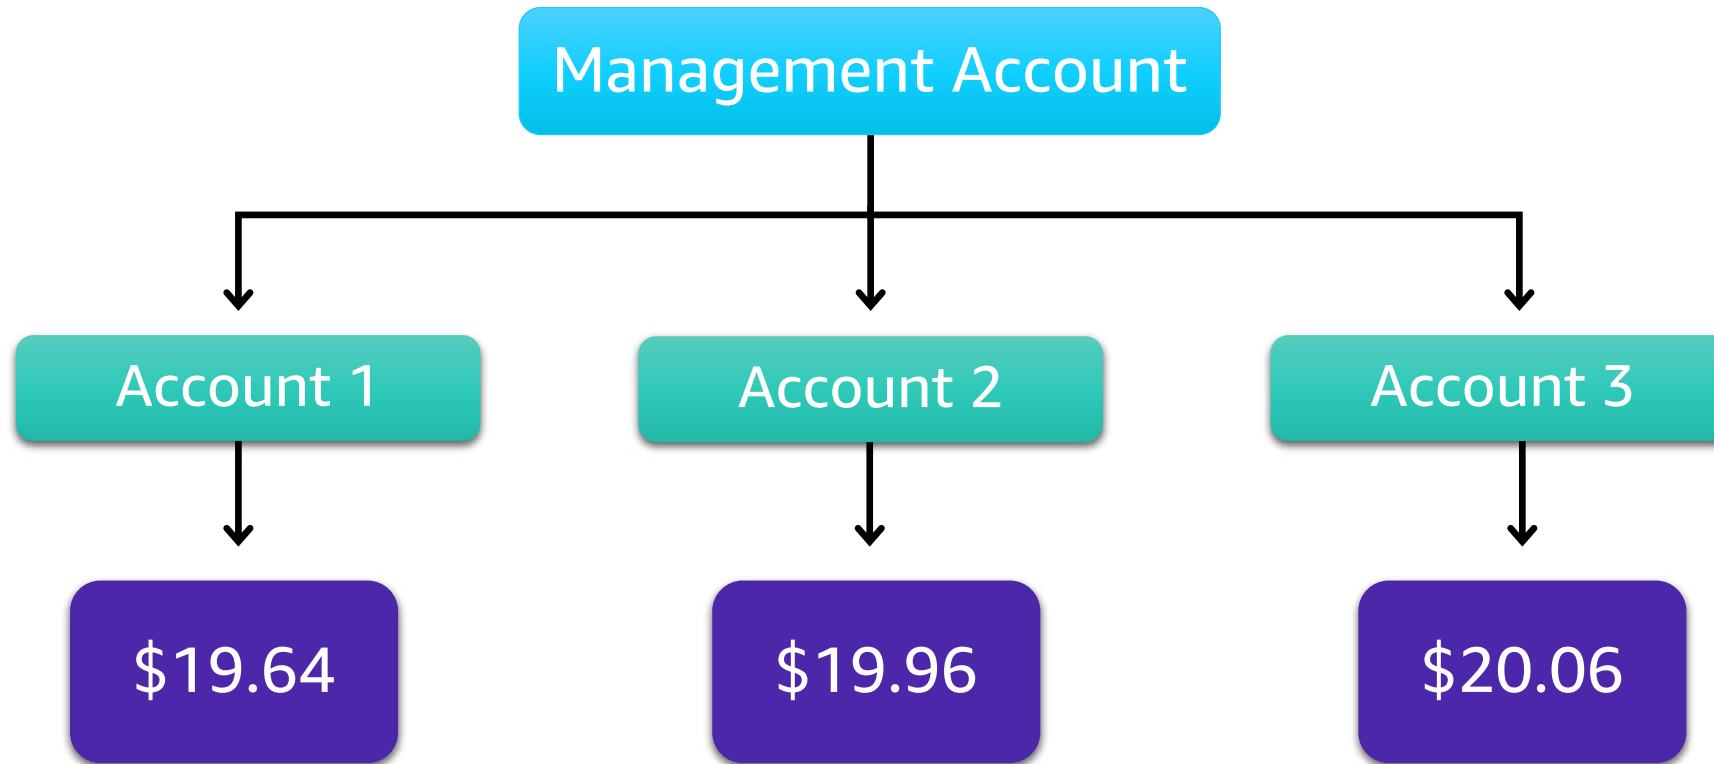 Management Account
Account 1
Account 2
Account 3
$19.64
$19.96
$20.06